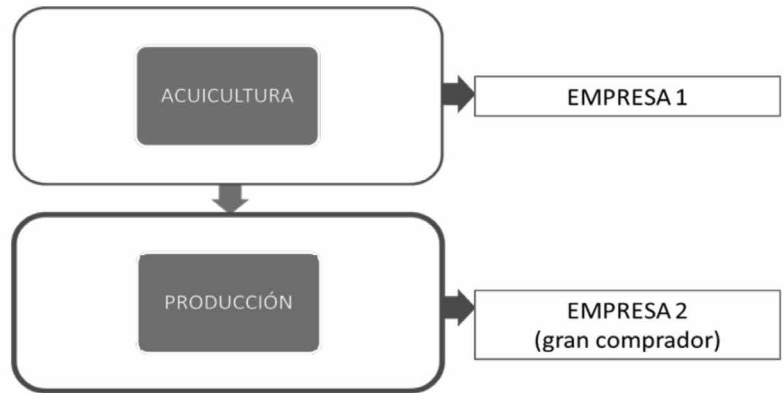 ACUICULTURA
EMPRESA 1
PRODUCCIÓN
EMPRESA 2
(gran comprador)